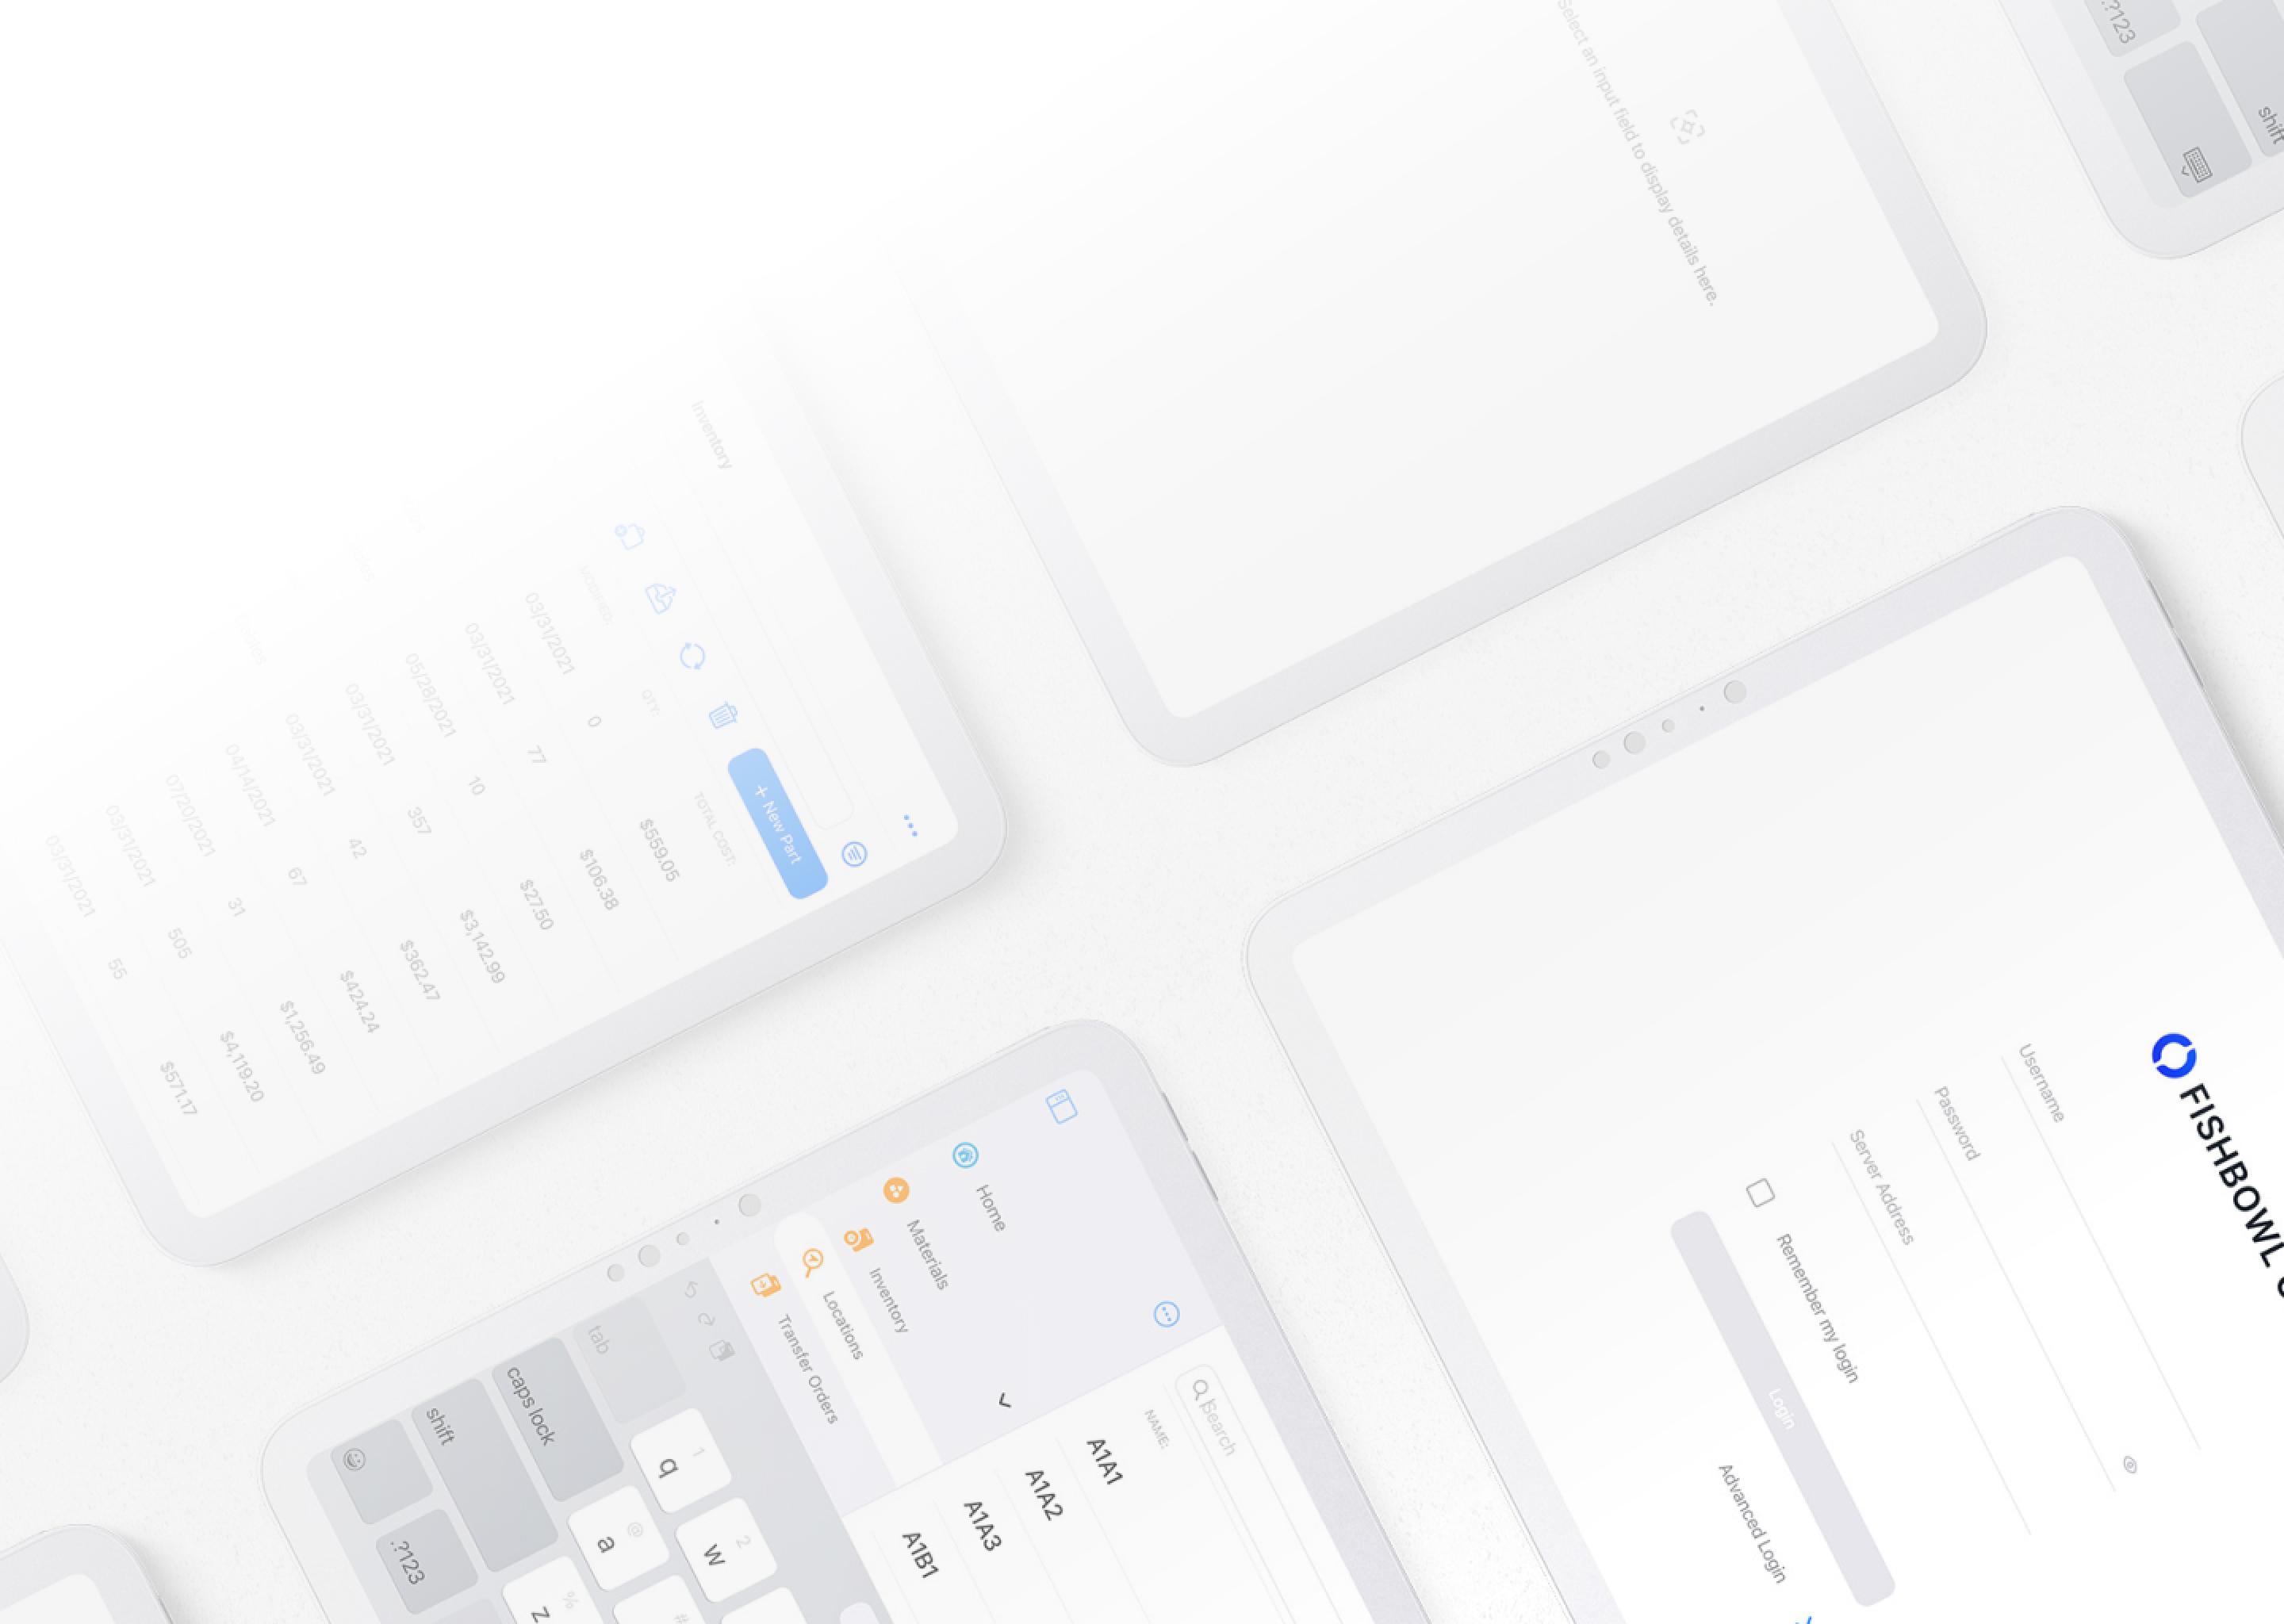 Select an input field to display details here.
.?123
shift
Inventory
MODIFIED:
QTY:
TOTAL COST:
+ New Part
03/31/2021 0 $559.05
03/31/2021 77 $106.38
05/28/2021 10 $27.50
03/31/2021 357 $3,142.99
03/31/2021 42 $362.47
04/14/2021 67 $424.24
07/20/2021 31 $1,256.49
03/31/2021 505 $4,119.20
03/31/2021 55 $571.17
Home
Materials
Inventory
Locations
Transfer Orders
Search
NAME:
A1A1
A1A2
A1A3
A1B1
tab
caps lock
shift
.?123
1
q
2
w
@
a
#
%
z
FISHBOWL
Username
Password
Server Address
Remember my login
Login
Advanced Login